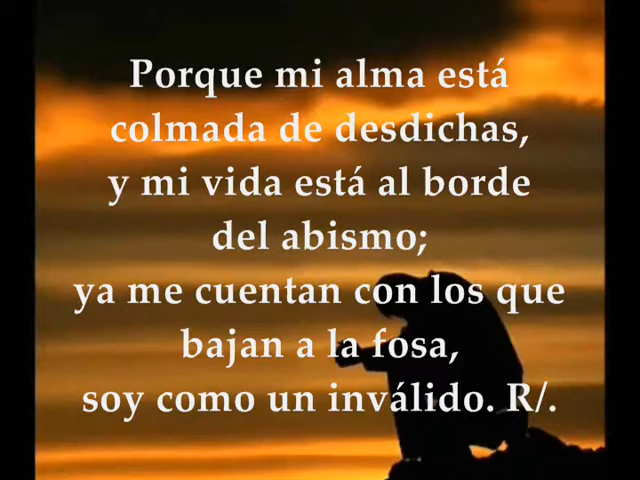 Porque mi alma está
colmada de desdichas,
y mi vida está al borde
del abismo;
ya me cuentan con los que
bajan a la fosa,
soy como un inválido. R/.